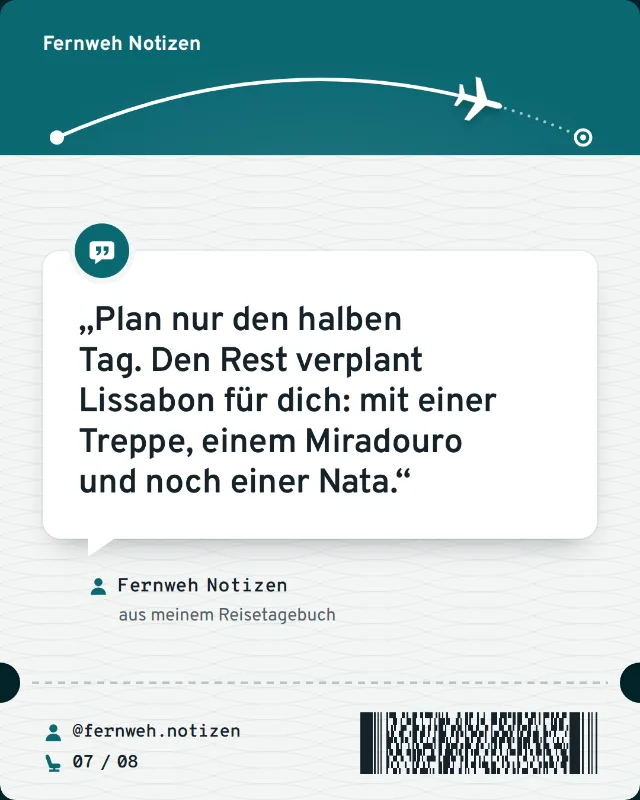 Fernweh Notizen
„Plan nur den halben
Tag. Den Rest verplant
Lissabon für dich: mit einer
Treppe, einem Miradouro
und noch einer Nata.“
Fernweh Notizen
aus meinem Reisetagebuch
@fernweh.notizen
07 / 08